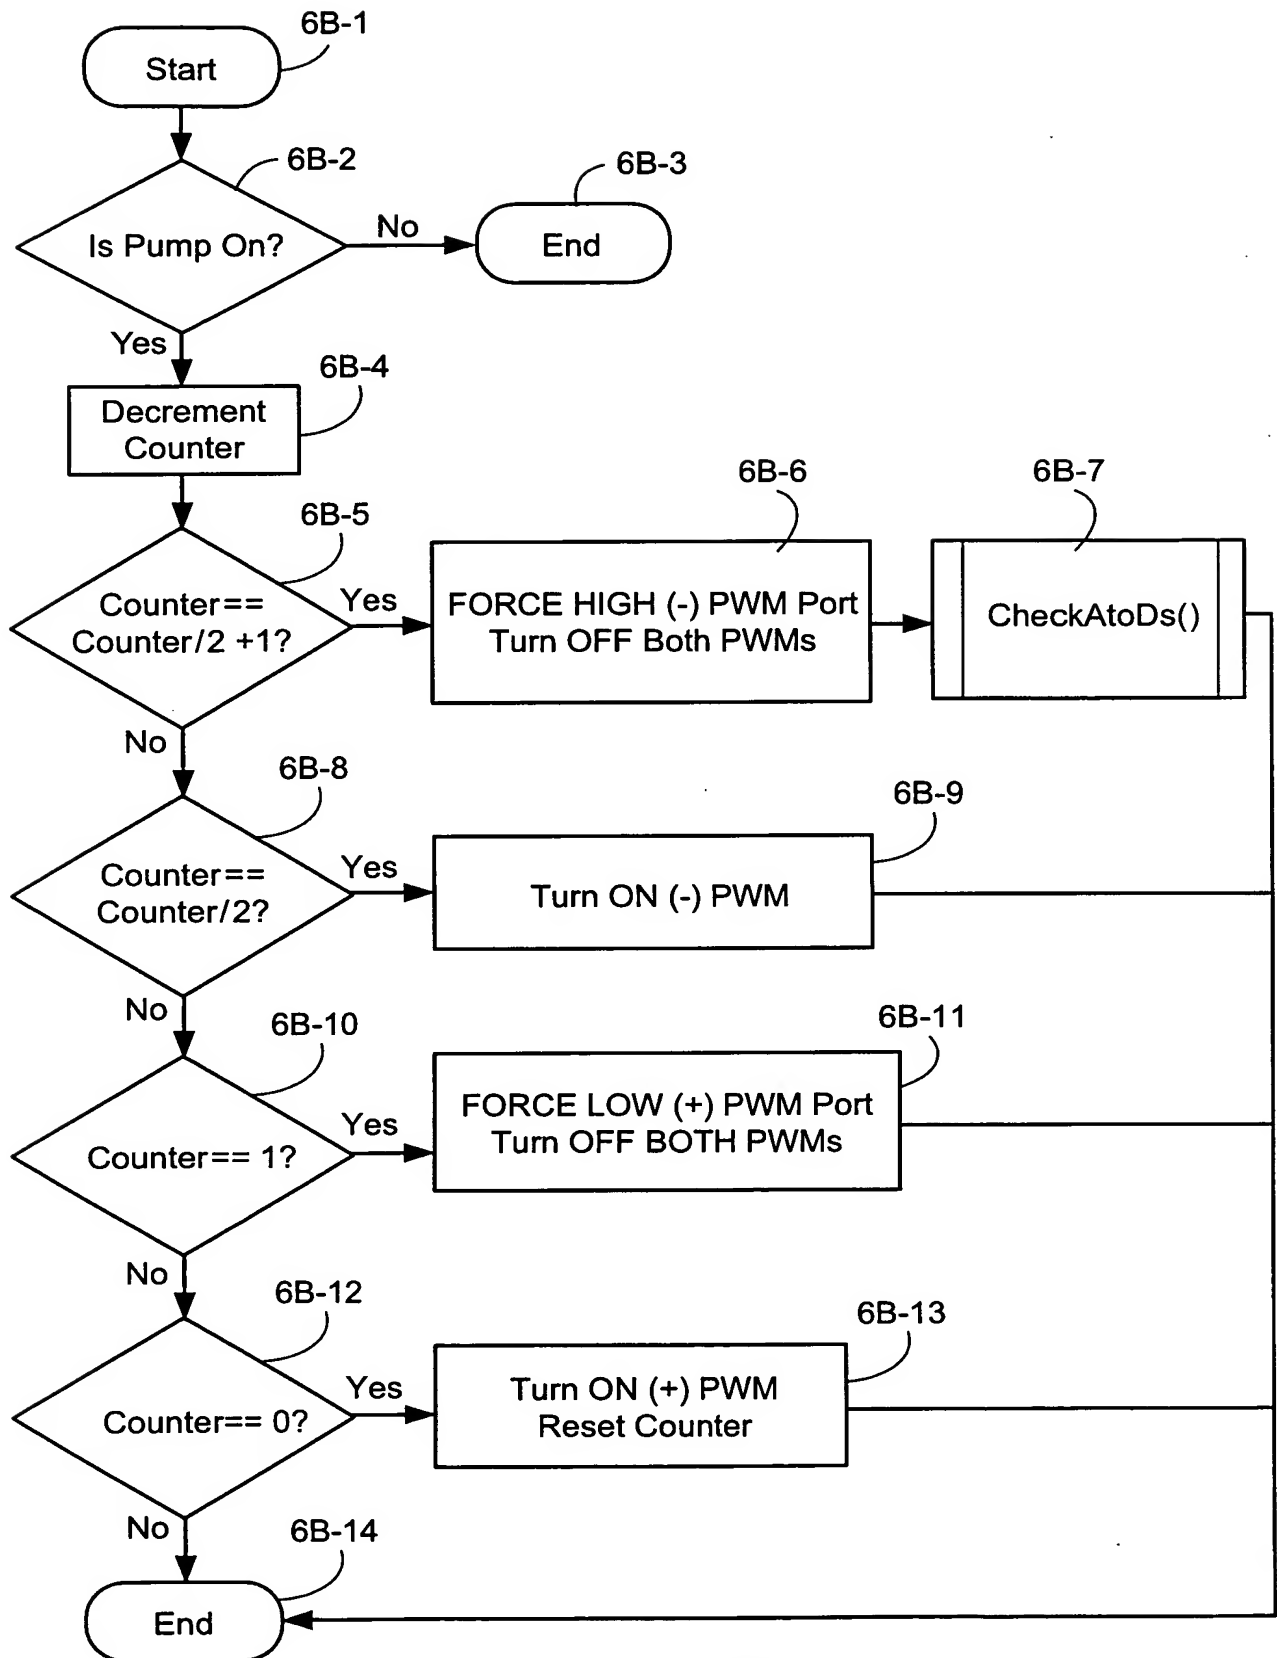 6B-1
Start
6B-2
Is Pump On?
No
6B-3
End
Yes
6B-4
Decrement
Counter
6B-5
Counter==
Counter/2 +1?
Yes
6B-6
FORCE HIGH (-) PWM Port
Turn OFF Both PWMs
6B-7
CheckAtoDs()
No
6B-8
Counter==
Counter/2?
Yes
6B-9
Turn ON (-) PWM
No
6B-10
Counter== 1?
Yes
6B-11
FORCE LOW (+) PWM Port
Turn OFF BOTH PWMs
No
6B-12
Counter== 0?
Yes
6B-13
Turn ON (+) PWM
Reset Counter
No
6B-14
End